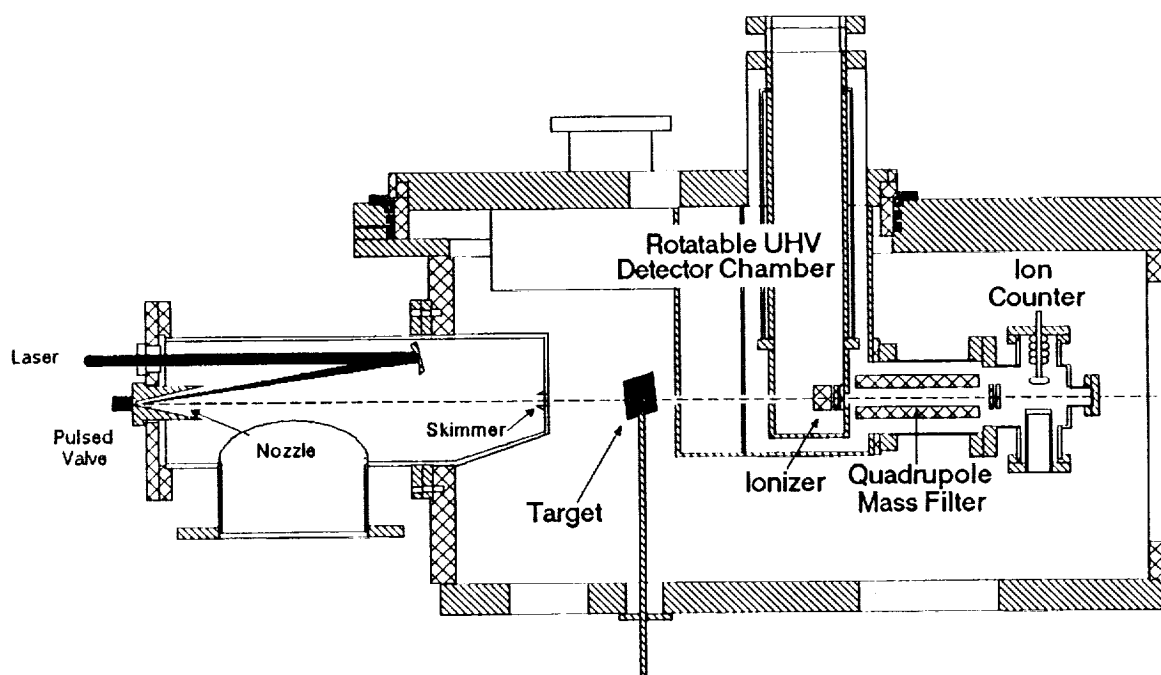 Rotatable UHV
Detector Chamber
Ion
Counter
Laser
Pulsed
Valve
Nozzle
Skimmer
Target
Ionizer
Quadrupole
Mass Filter